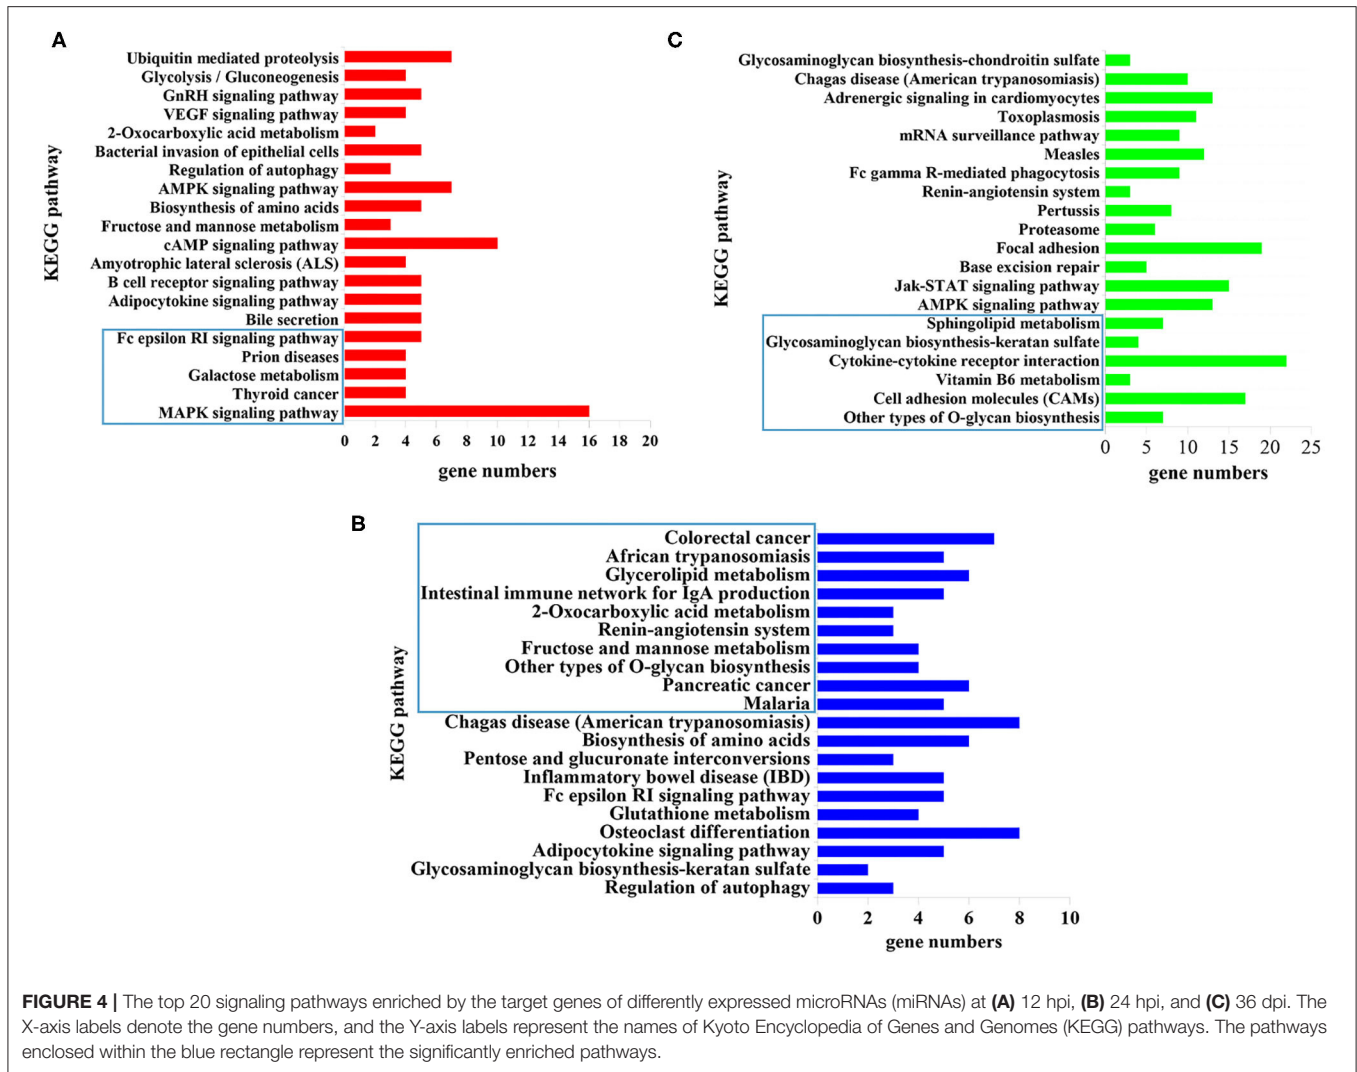 A
KEGG pathway
Ubiquitin mediated proteolysis
Glycolysis / Gluconeogenesis
GnRH signaling pathway
VEGF signaling pathway
2-Oxocarboxylic acid metabolism
Bacterial invasion of epithelial cells
Regulation of autophagy
AMPK signaling pathway
Biosynthesis of amino acids
Fructose and mannose metabolism
cAMP signaling pathway
Amyotrophic lateral sclerosis (ALS)
B cell receptor signaling pathway
Adipocytokine signaling pathway
Bile secretion
Fc epsilon RI signaling pathway
Prion diseases
Galactose metabolism
Thyroid cancer
MAPK signaling pathway
0 2 4 6 8 10 12 14 16 18 20
gene numbers
C
KEGG pathway
Glycosaminoglycan biosynthesis-chondroitin sulfate
Chagas disease (American trypanosomiasis)
Adrenergic signaling in cardiomyocytes
Toxoplasmosis
mRNA surveillance pathway
Measles
Fc gamma R-mediated phagocytosis
Renin-angiotensin system
Pertussis
Proteasome
Focal adhesion
Base excision repair
Jak-STAT signaling pathway
AMPK signaling pathway
Sphingolipid metabolism
Glycosaminoglycan biosynthesis-keratan sulfate
Cytokine-cytokine receptor interaction
Vitamin B6 metabolism
Cell adhesion molecules (CAMs)
Other types of O-glycan biosynthesis
0 5 10 15 20 25
gene numbers
B
KEGG pathway
Colorectal cancer
African trypanosomiasis
Glycerolipid metabolism
Intestinal immune network for IgA production
2-Oxocarboxylic acid metabolism
Renin-angiotensin system
Fructose and mannose metabolism
Other types of O-glycan biosynthesis
Pancreatic cancer
Malaria
Chagas disease (American trypanosomiasis)
Biosynthesis of amino acids
Pentose and glucuronate interconversions
Inflammatory bowel disease (IBD)
Fc epsilon RI signaling pathway
Glutathione metabolism
Osteoclast differentiation
Adipocytokine signaling pathway
Glycosaminoglycan biosynthesis-keratan sulfate
Regulation of autophagy
0 2 4 6 8 10
gene numbers
FIGURE 4 | The top 20 signaling pathways enriched by the target genes of differently expressed microRNAs (miRNAs) at (A) 12 hpi, (B) 24 hpi, and (C) 36 dpi. The
X-axis labels denote the gene numbers, and the Y-axis labels represent the names of Kyoto Encyclopedia of Genes and Genomes (KEGG) pathways. The pathways
enclosed within the blue rectangle represent the significantly enriched pathways.